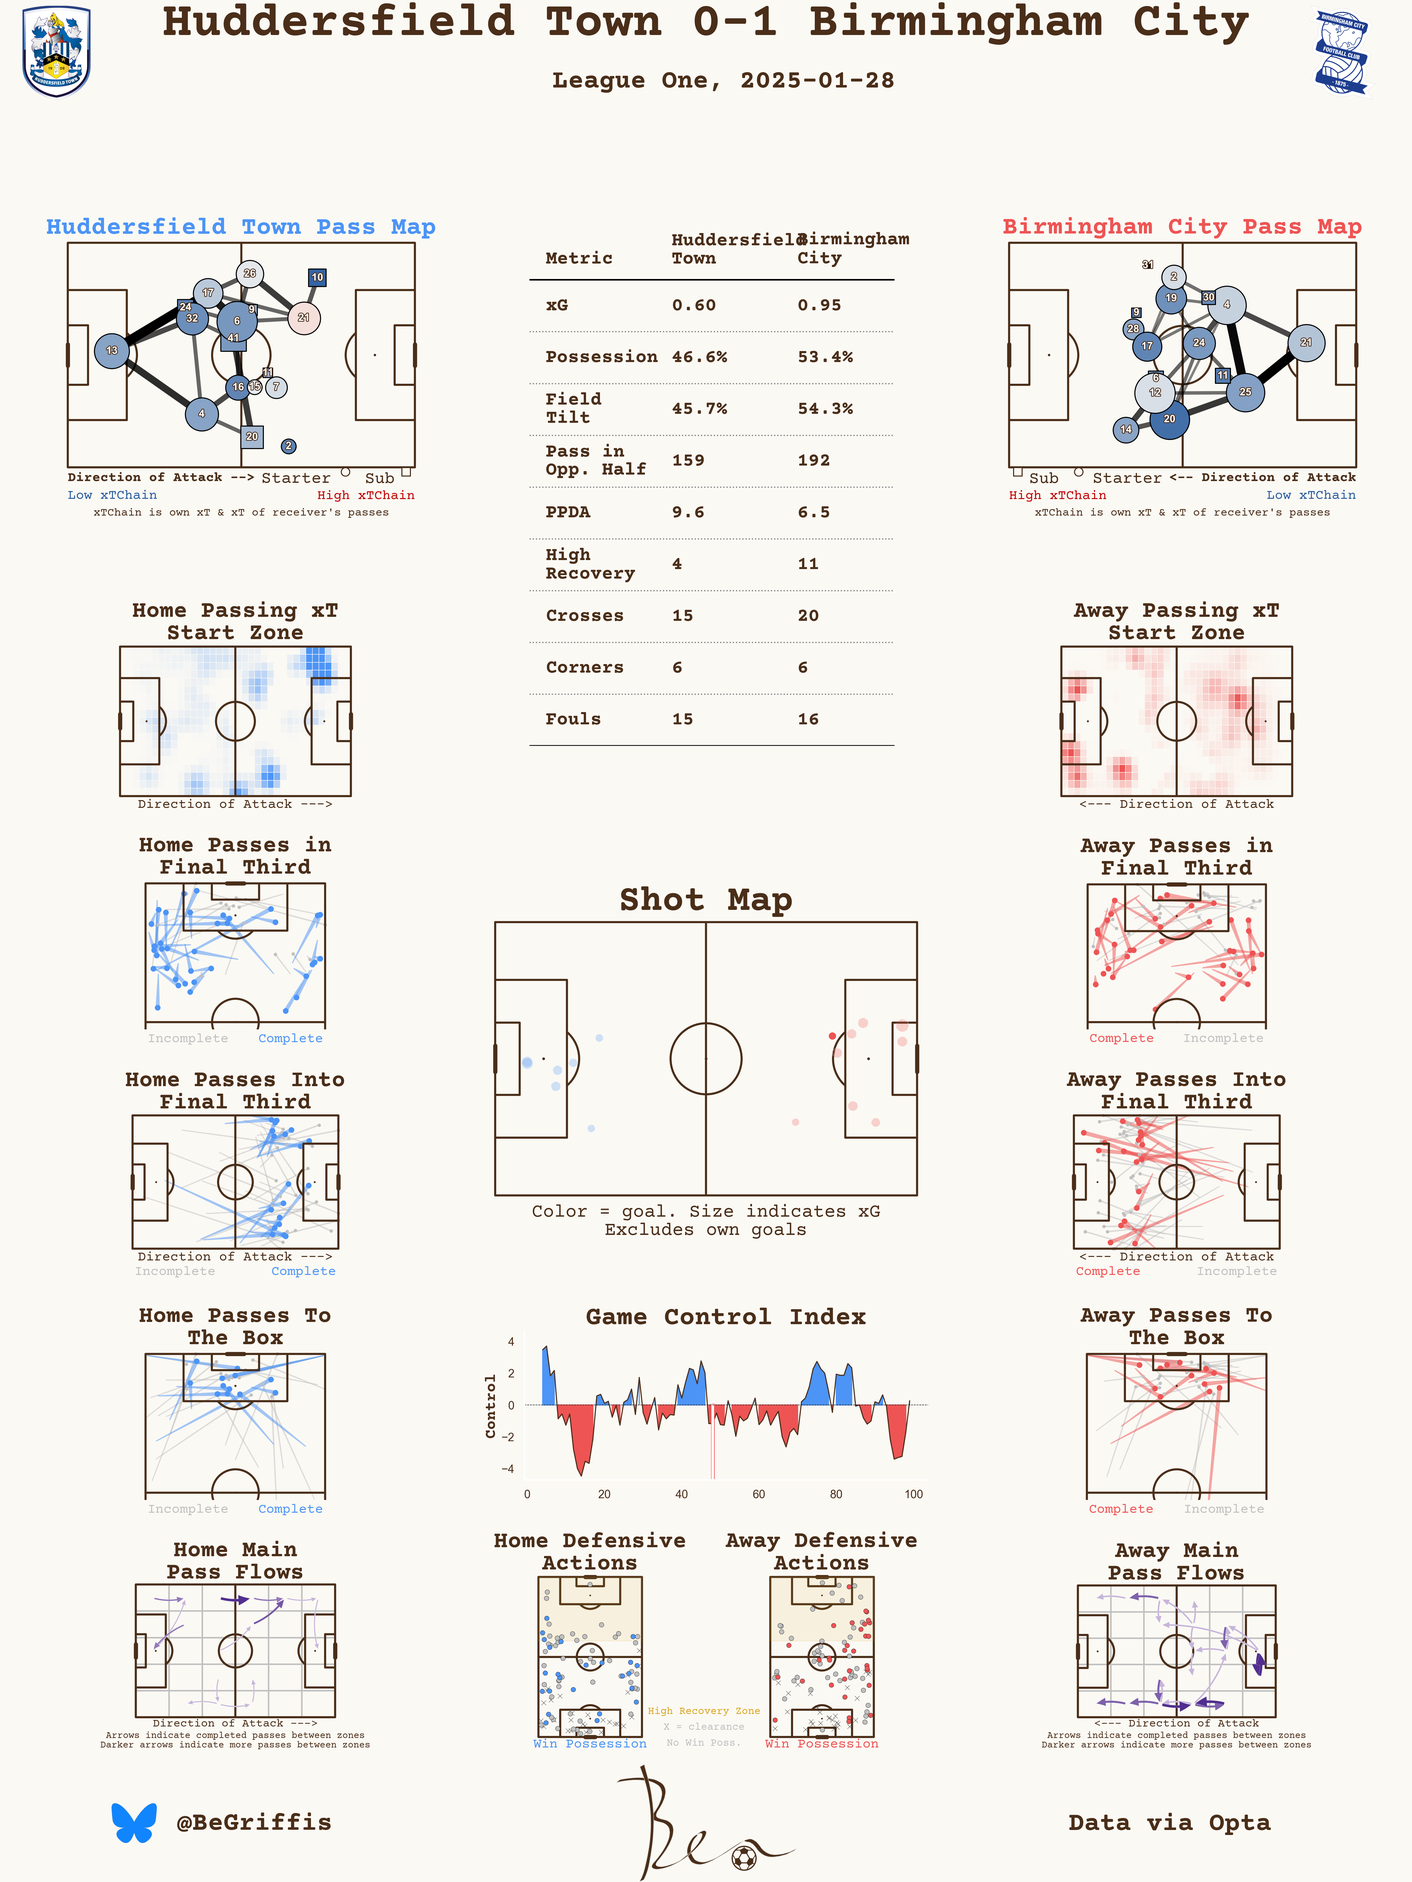 Huddersfield Town 0-1 Birmingham City
League One, 2025-01-28
HUDDERSFIELD TOWN
BIRMINGHAM CITY
FOOTBALL CLUB
1875
Huddersfield Town Pass Map
26
10
17
24
9
32
6
21
41
13
11
16
15
7
4
20
2
Direction of Attack --> Starter Sub
Low xTChain High xTChain
xTChain is own xT & xT of receiver's passes
Metric Huddersfield Town Birmingham City
xG 0.60 0.95
Possession 46.6% 53.4%
Field Tilt 45.7% 54.3%
Pass in Opp. Half 159 192
PPDA 9.6 6.5
High Recovery 4 11
Crosses 15 20
Corners 6 6
Fouls 15 16
Birmingham City Pass Map
31
2
19
30
4
9
28
17
24
21
6
11
12
25
20
14
Sub Starter <-- Direction of Attack
High xTChain Low xTChain
xTChain is own xT & xT of receiver's passes
Home Passing xT
Start Zone
Direction of Attack --->
Away Passing xT
Start Zone
<--- Direction of Attack
Home Passes in
Final Third
Incomplete Complete
Away Passes in
Final Third
Complete Incomplete
Shot Map
Color = goal. Size indicates xG
Excludes own goals
Home Passes Into
Final Third
Direction of Attack --->
Incomplete Complete
Away Passes Into
Final Third
<--- Direction of Attack
Complete Incomplete
Home Passes To
The Box
Incomplete Complete
Game Control Index
Control
4
2
0
−2
−4
0 20 40 60 80 100
Away Passes To
The Box
Complete Incomplete
Home Main
Pass Flows
Direction of Attack --->
Arrows indicate completed passes between zones
Darker arrows indicate more passes between zones
Home Defensive
Actions
Win Possession
Away Defensive
Actions
Win Possession
High Recovery Zone
X = clearance
No Win Poss.
Away Main
Pass Flows
<--- Direction of Attack
Arrows indicate completed passes between zones
Darker arrows indicate more passes between zones
@BeGriffis
Ben
Data via Opta